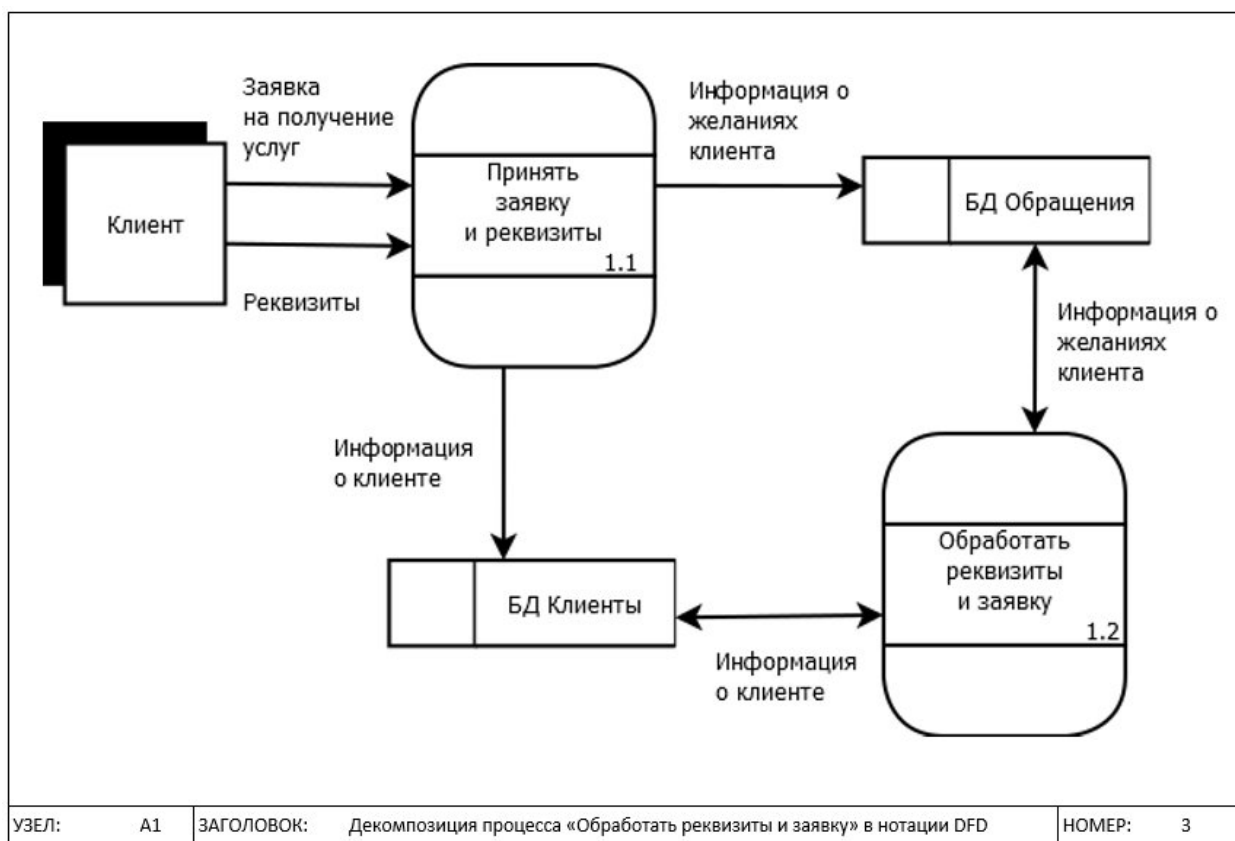 Заявка
на получение
услуг
Клиент
Реквизиты
Принять
заявку
и реквизиты
1.1
Информация о
желаниях
клиента
БД Обращения
Информация о
желаниях
клиента
Информация
о клиенте
БД Клиенты
Информация
о клиенте
Обработать
реквизиты
и заявку
1.2
УЗЕЛ: А1 ЗАГОЛОВОК: Декомпозиция процесса «Обработать реквизиты и заявку» в нотации DFD НОМЕР: 3